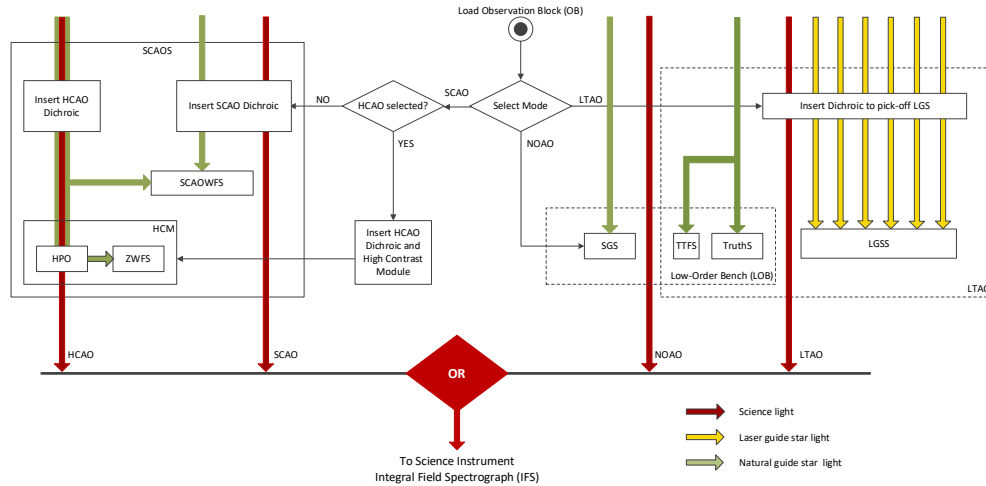 Load Observation Block (OB)
SCAOS
Insert HCAO
Dichroic
Insert SCAO Dichroic
NO
HCAO selected?
SCAO
Select Mode
LTAO
Insert Dichroic to pick-off LGS
YES
NOAO
SCAOWFS
HCM
HPO
ZWFS
Insert HCAO
Dichroic and
High Contrast
Module
SGS
TTFS
TruthS
LGSS
Low-Order Bench (LOB)
LTAO
HCAO
SCAO
NOAO
LTAO
OR
Science light
Laser guide star light
Natural guide star light
To Science Instrument
Integral Field Spectrograph (IFS)